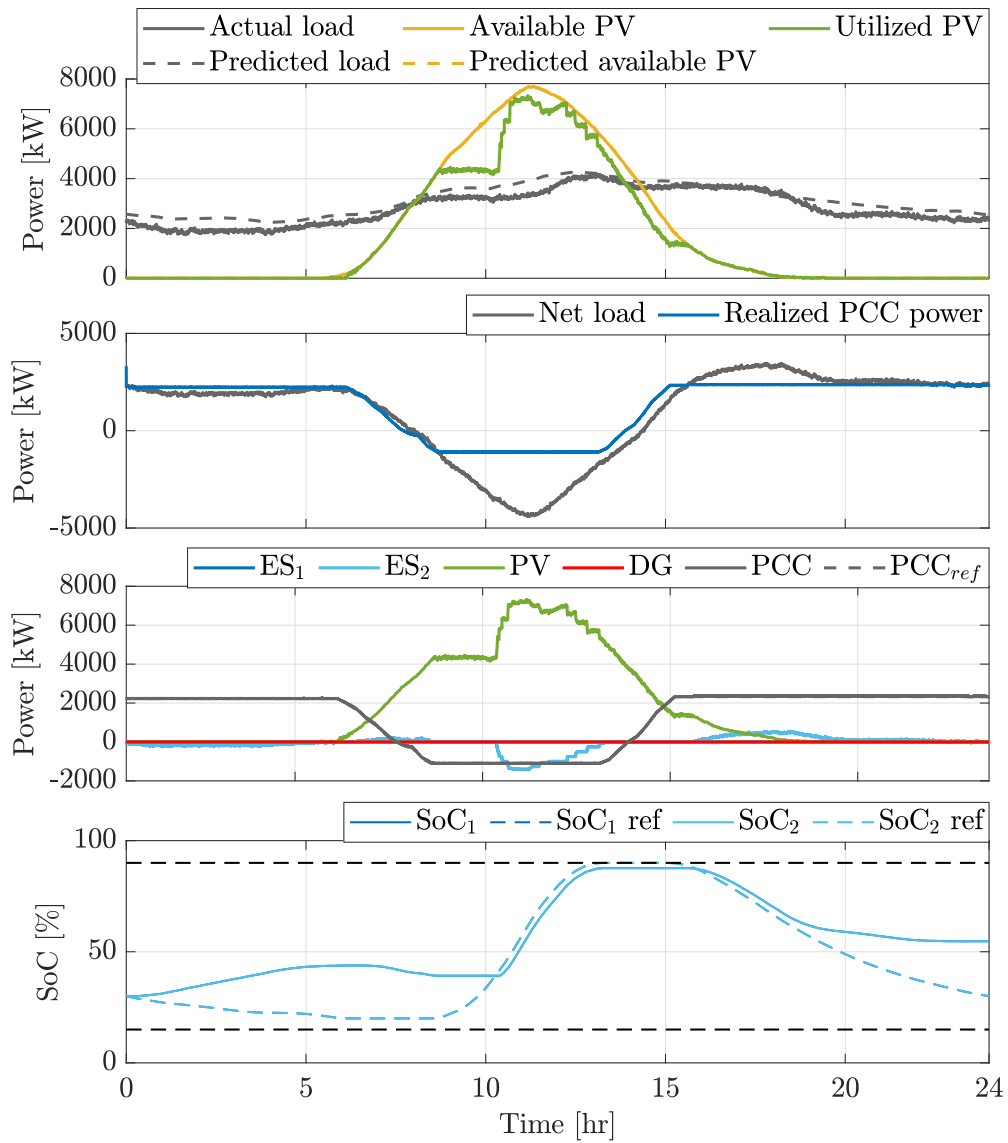 Actual load Available PV Utilized PV
Predicted load Predicted available PV
8000
6000
4000
2000
0
Power [kW]
Net load Realized PCC power
5000
0
-5000
Power [kW]
ES1 ES2 PV DG PCC PCCref
8000
6000
4000
2000
0
-2000
Power [kW]
SoC1 SoC1 ref SoC2 SoC2 ref
100
50
0
SoC [%]
0 5 10 15 20 24
Time [hr]